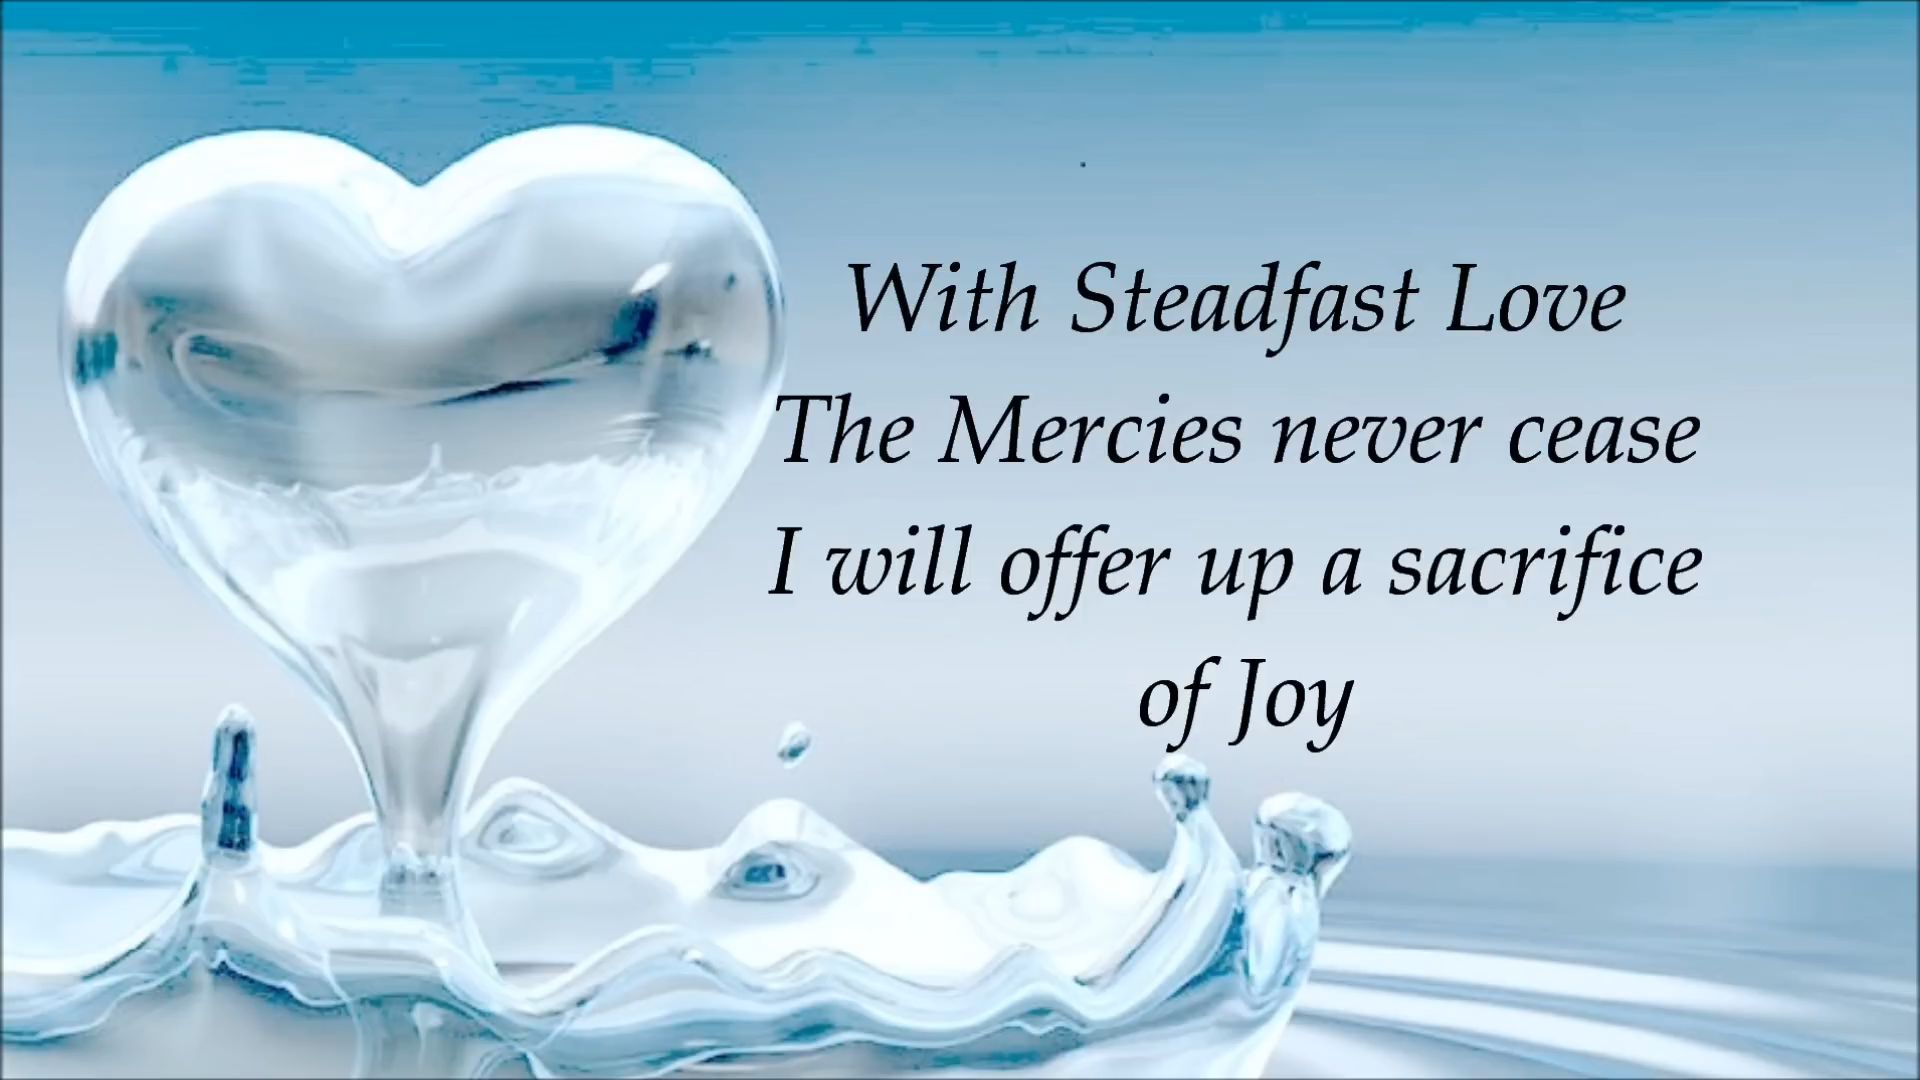 With Steadfast Love
The Mercies never cease
I will offer up a sacrifice
of Joy